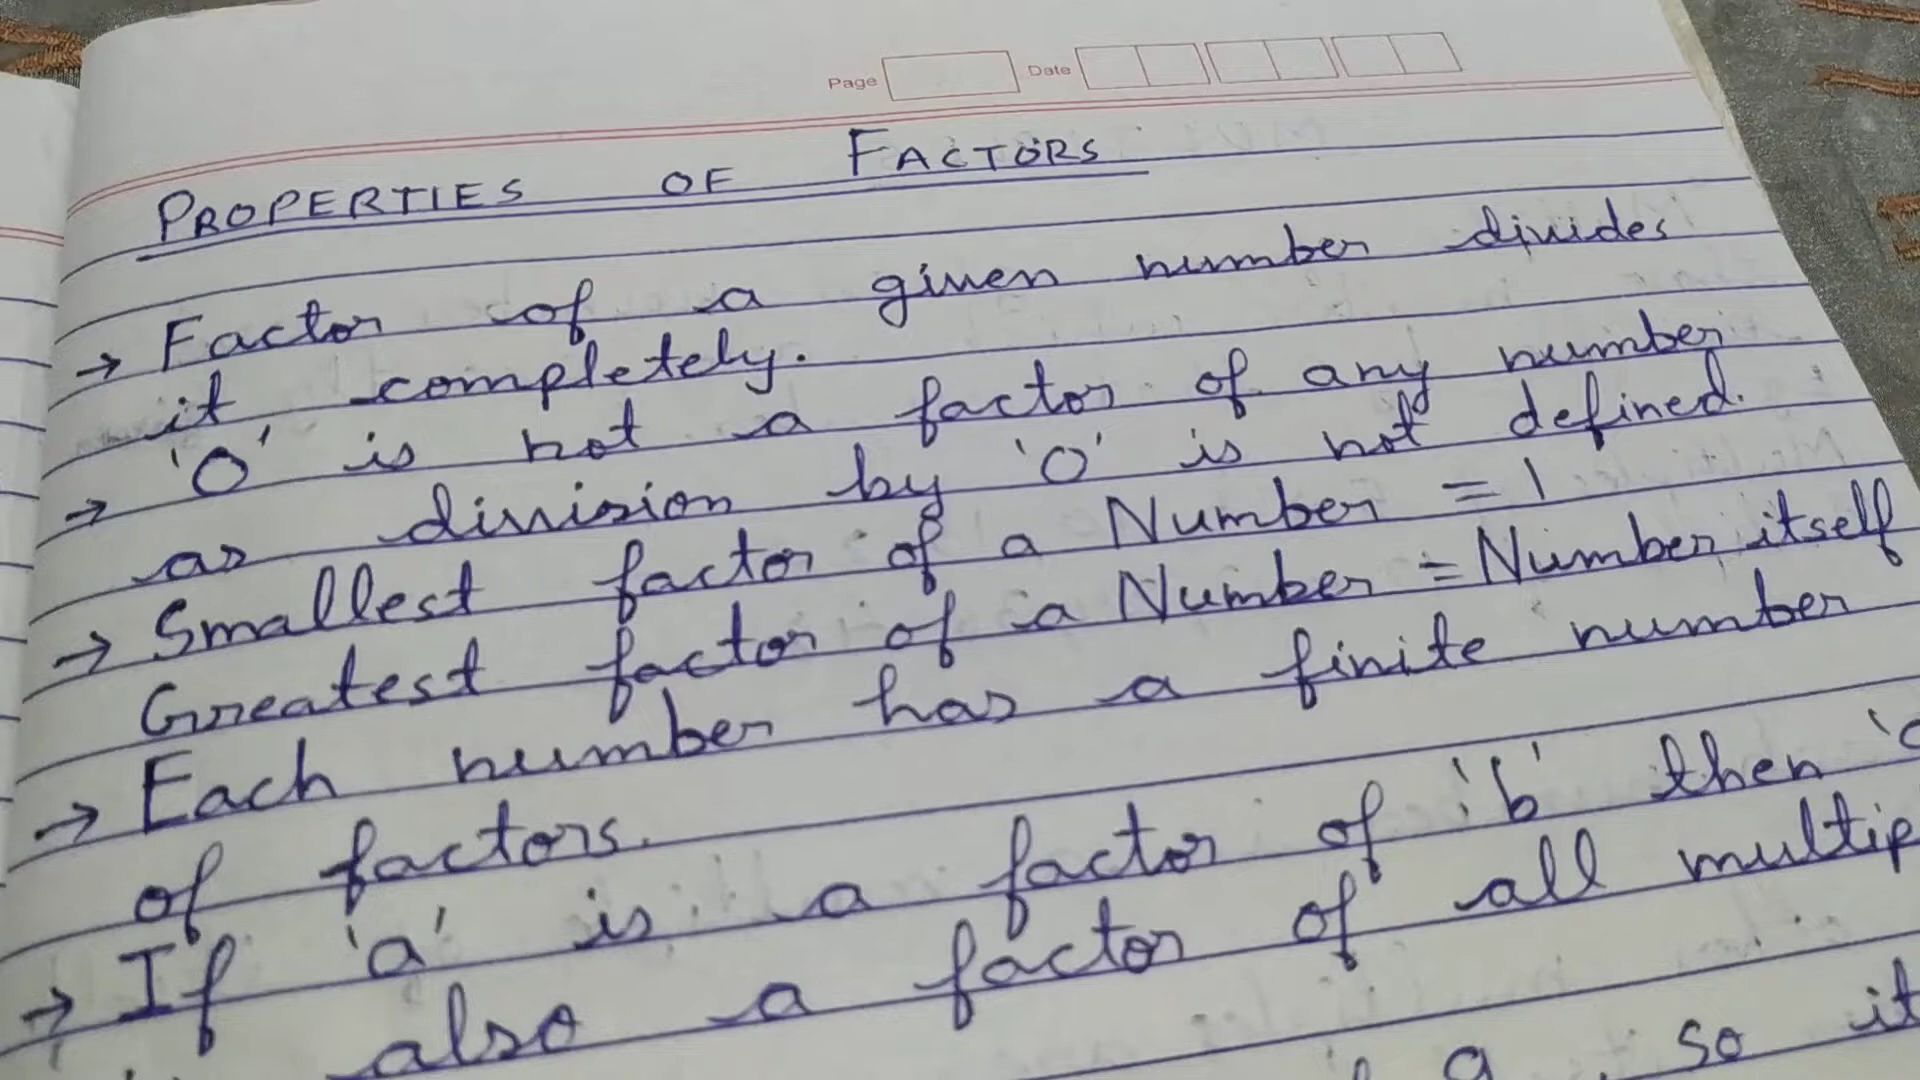 Page Date
PROPERTIES OF FACTORS
→ Factor of a given number divides
it completely.
→ '0' is not a factor of any number
as division by '0' is not defined.
→ Smallest factor of a Number = 1
Greatest factor of a Number = Number itself
→ Each number has a finite number
of factors.
→ If 'a' is a factor of 'b' then
also a factor of all
so it